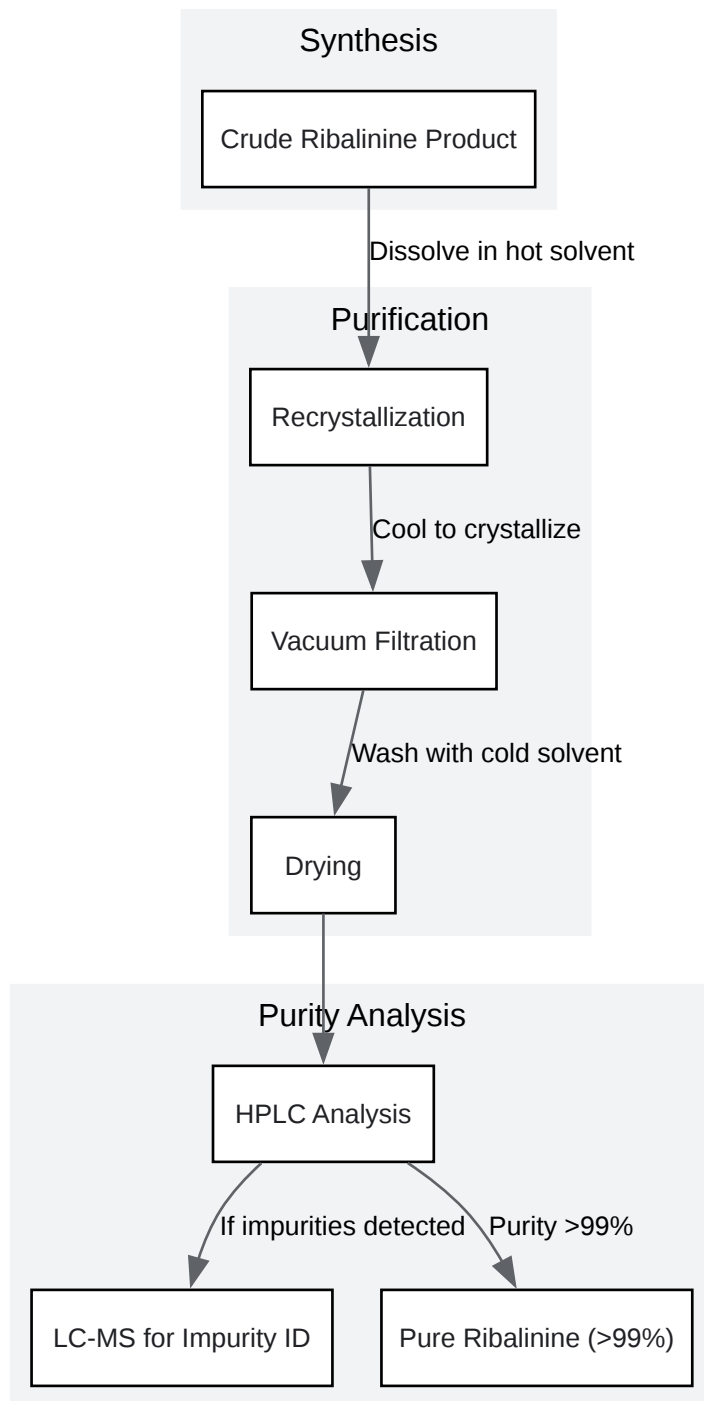 Synthesis
Crude Ribalinine Product
Dissolve in hot solvent
Purification
Recrystallization
Cool to crystallize
Vacuum Filtration
Wash with cold solvent
Drying
Purity Analysis
HPLC Analysis
If impurities detected
Purity >99%
LC-MS for Impurity ID
Pure Ribalinine (>99%)